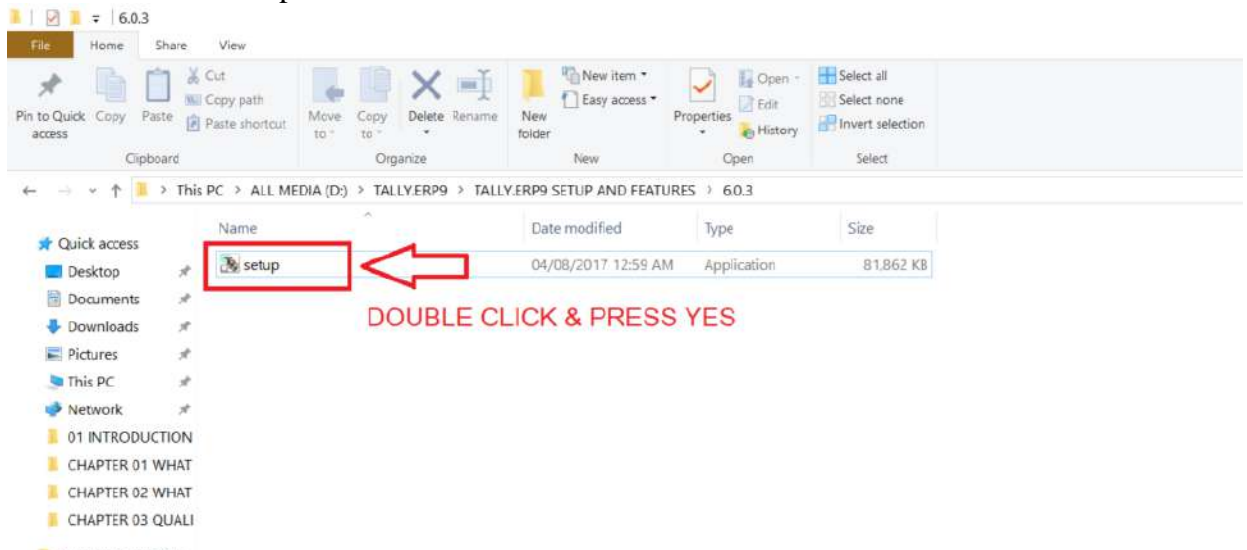 6.0.3
File Home Share View
Pin to Quick access
Copy
Paste
Cut
Copy path
Paste shortcut
Move to
Copy to
Delete
Rename
New folder
New item
Easy access
Properties
Open
Edit
History
Select all
Select none
Invert selection
Clipboard Organize New Open Select
This PC > ALL MEDIA (D:) > TALLY.ERP9 > TALLY.ERP9 SETUP AND FEATURES > 6.0.3
Name Date modified Type Size
Quick access
setup 04/08/2017 12:59 AM Application 81,862 KB
Desktop
Documents
DOUBLE CLICK & PRESS YES
Downloads
Pictures
This PC
Network
01 INTRODUCTION
CHAPTER 01 WHAT
CHAPTER 02 WHAT
CHAPTER 03 QUALI